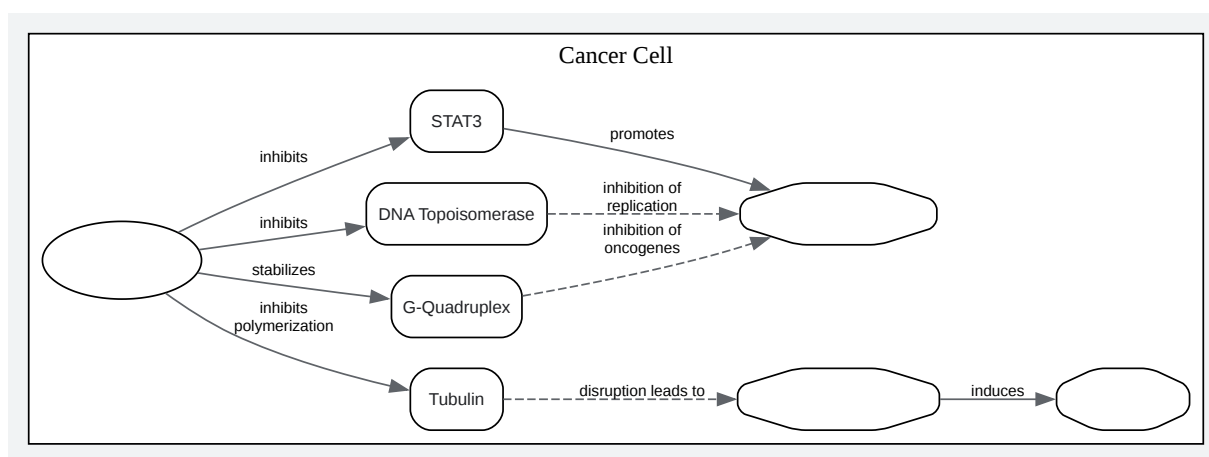 Cancer Cell
STAT3
promotes
inhibits
inhibition of
replication
DNA Topoisomerase
inhibits
inhibition of
oncogenes
stabilizes
G-Quadruplex
inhibits
polymerization
Tubulin
disruption leads to
induces